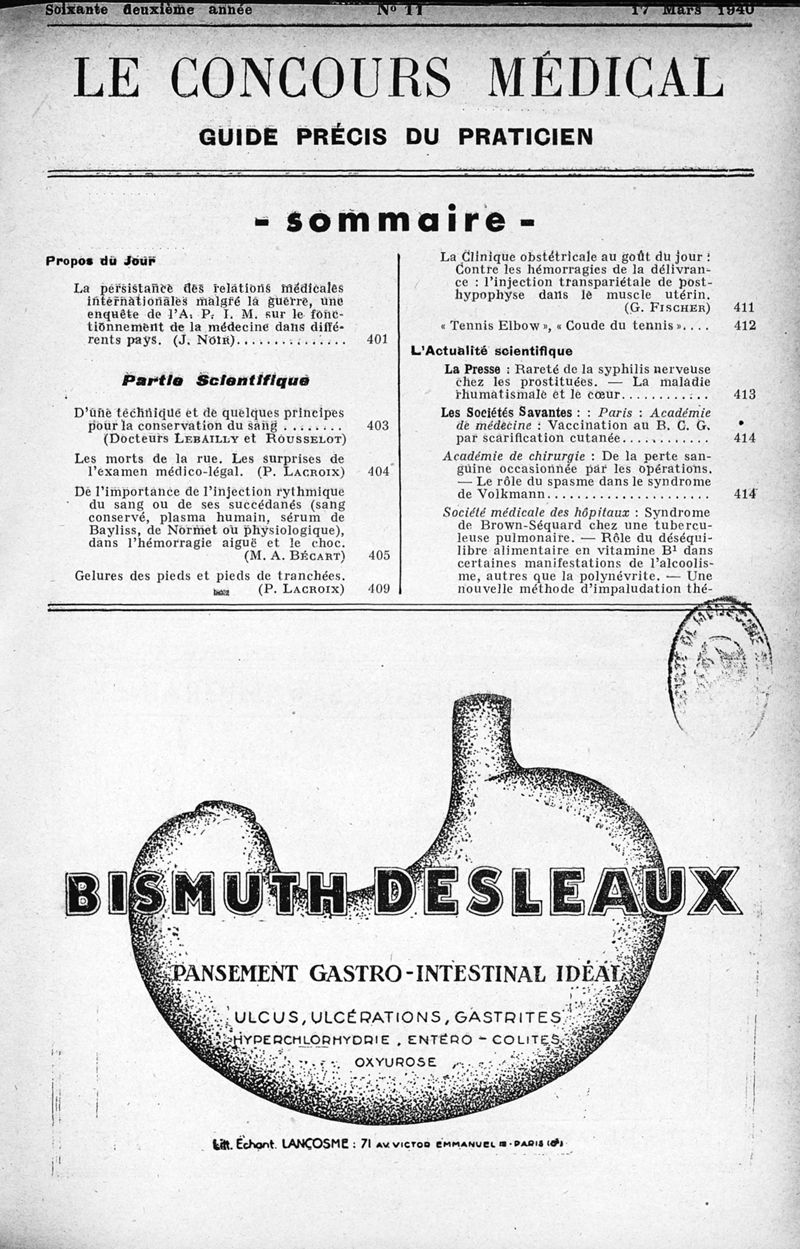 Soixante deuxième année Nº 11 17 Mars 1940
LE CONCOURS MÉDICAL
GUIDE PRÉCIS DU PRATICIEN
- sommaire -
Propos du Jour
La persistance des relations médicales
internationales malgré la guerre, une
enquête de l'A. P. I. M. sur le fonc-
tionnement de la médecine dans diffé-
rents pays. (J. NOIR)............... 401
Partie Scientifique
D'une téchnique et de quelques principes
pour la conservation du sang ........ 403
(Docteurs LEBAILLY et ROUSSELOT)
Les morts de la rue. Les surprises de
l'examen médico-légal. (P. LACROIX) 404
De l'importance de l'injection rythmique
du sang ou de ses succédanés (sang
conservé, plasma humain, sérum de
Bayliss, de Normet ou physiologique),
dans l'hémorragie aiguë et le choc.
(M. A. BÉCART) 405
Gelures des pieds et pieds de tranchées.
(P. LACROIX) 409
La Clinique obstétricale au goût du jour :
Contre les hémorragies de la délivran-
ce : l'injection transpariétale de post-
hypophyse dans le muscle utérin.
(G. FISCHER) 411
« Tennis Elbow », « Coude du tennis ».... 412
L'Actualité scientifique
La Presse : Rareté de la syphilis nerveuse
chez les prostituées. — La maladie
rhumatismale et le cœur............ 413
Les Sociétés Savantes : : Paris : Académie
de médecine : Vaccination au B. C. G.
par scarification cutanée............ 414
Académie de chirurgie : De la perte san-
guine occasionnée par les opérations.
— Le rôle du spasme dans le syndrome
de Volkmann...................... 414
Société médicale des hôpitaux : Syndrome
de Brown-Séquard chez une tubercu-
leuse pulmonaire. — Rôle du déséqui-
libre alimentaire en vitamine B¹ dans
certaines manifestations de l'alcoolis-
me, autres que la polynévrite. — Une
nouvelle méthode d'impaludation thé-
BISMUTH DESLEAUX
PANSEMENT GASTRO-INTESTINAL IDÉAL
ULCUS, ULCÉRATIONS, GASTRITES
HYPERCHLORHYDRIE, ENTÉRO - COLITES
OXYUROSE
Litt. Échant. LANCOSME : 71 AV. VICTOR EMMANUEL III - PARIS (8e)